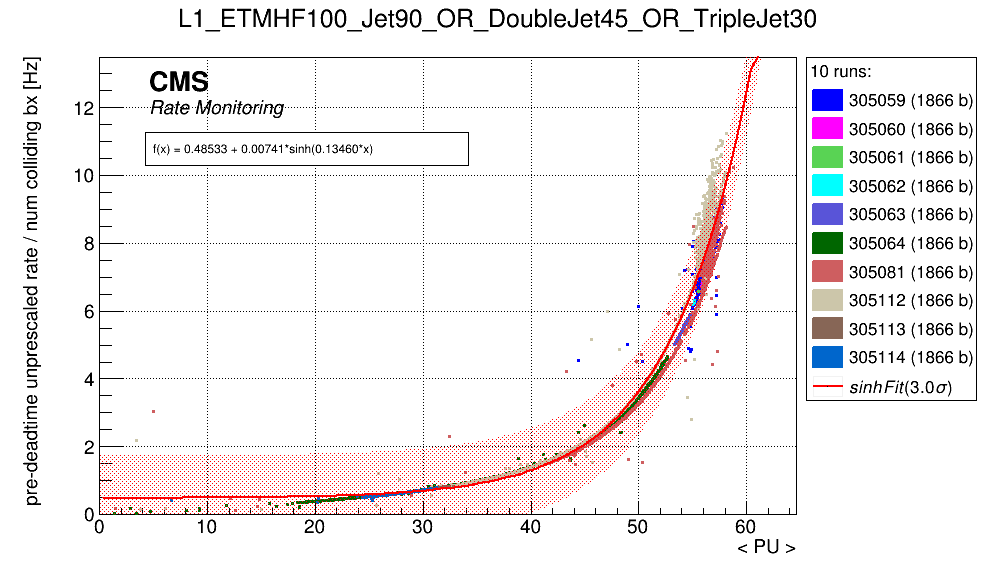 L1_ETMHF100_Jet90_OR_DoubleJet45_OR_TripleJet30
pre-deadtime unprescaled rate / num colliding bx [Hz]
CMS
Rate Monitoring
f(x) = 0.48533 + 0.00741*sinh(0.13460*x)
12
10
8
6
4
2
0
0 10 20 30 40 50 60
< PU >
10 runs:
305059 (1866 b)
305060 (1866 b)
305061 (1866 b)
305062 (1866 b)
305063 (1866 b)
305064 (1866 b)
305081 (1866 b)
305112 (1866 b)
305113 (1866 b)
305114 (1866 b)
sinhFit(3.0σ)